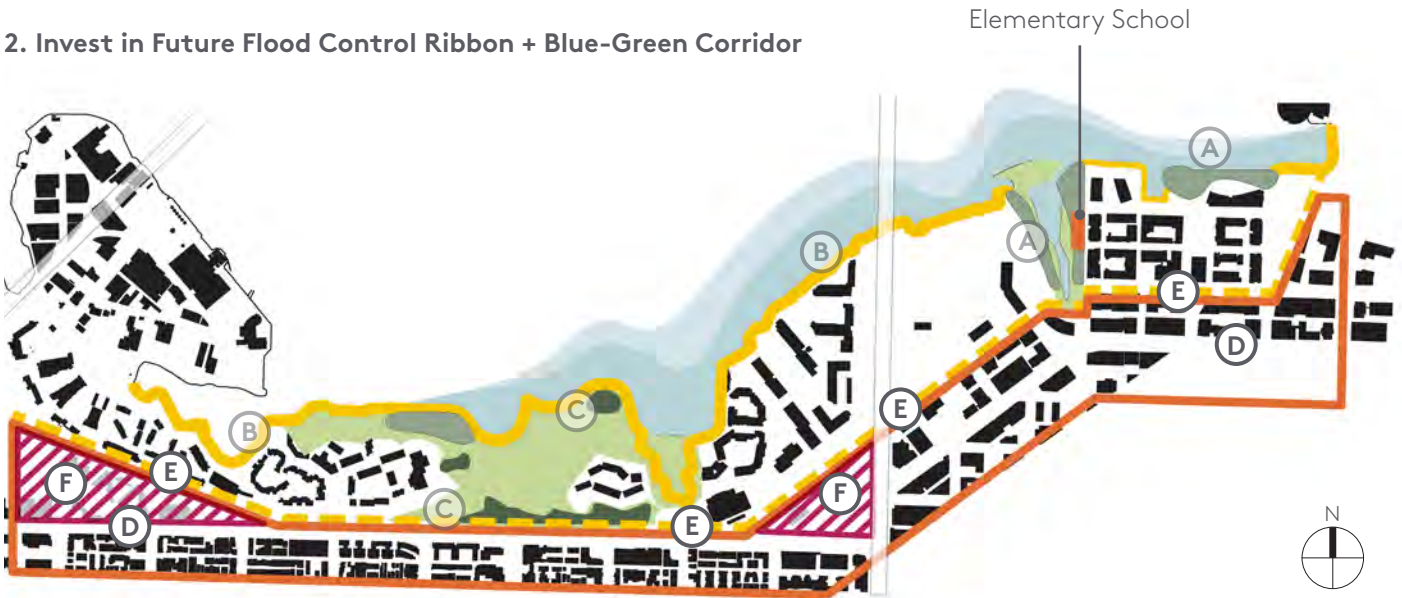 Elementary School
2. Invest in Future Flood Control Ribbon + Blue-Green Corridor
A
A
B
E
D
C
E
B
E
F
F
C
E
D
N